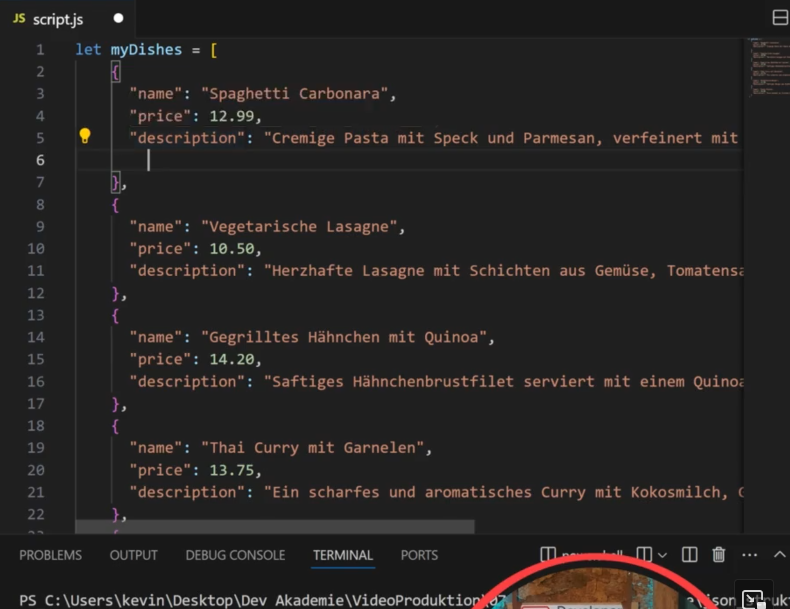 JS script.js
1 let myDishes = [
2 {
3 "name": "Spaghetti Carbonara",
4 "price": 12.99,
5 "description": "Cremige Pasta mit Speck und Parmesan, verfeinert mit
6
7 },
8 {
9 "name": "Vegetarische Lasagne",
10 "price": 10.50,
11 "description": "Herzhafte Lasagne mit Schichten aus Gemüse, Tomatensa
12 },
13 {
14 "name": "Gegrilltes Hähnchen mit Quinoa",
15 "price": 14.20,
16 "description": "Saftiges Hähnchenbrustfilet serviert mit einem Quinoa
17 },
18 {
19 "name": "Thai Curry mit Garnelen",
20 "price": 13.75,
21 "description": "Ein scharfes und aromatisches Curry mit Kokosmilch, G
22 },
PROBLEMS OUTPUT DEBUG CONSOLE TERMINAL PORTS
PS C:\Users\kevin\Desktop\Dev Akademie\VideoProduktion\07